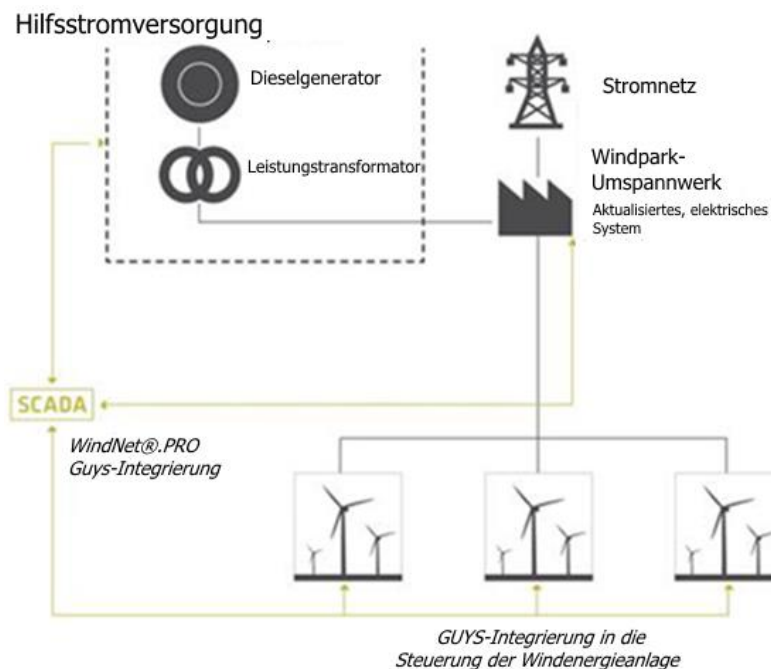 Hilfsstromversorgung
Dieselgenerator
Stromnetz
Leistungstransformator
Windpark-
Umspannwerk
Aktualisiertes, elektrisches
System
SCADA
WindNet®.PRO
Guys-Integrierung
GUYS-Integrierung in die
Steuerung der Windenergieanlage